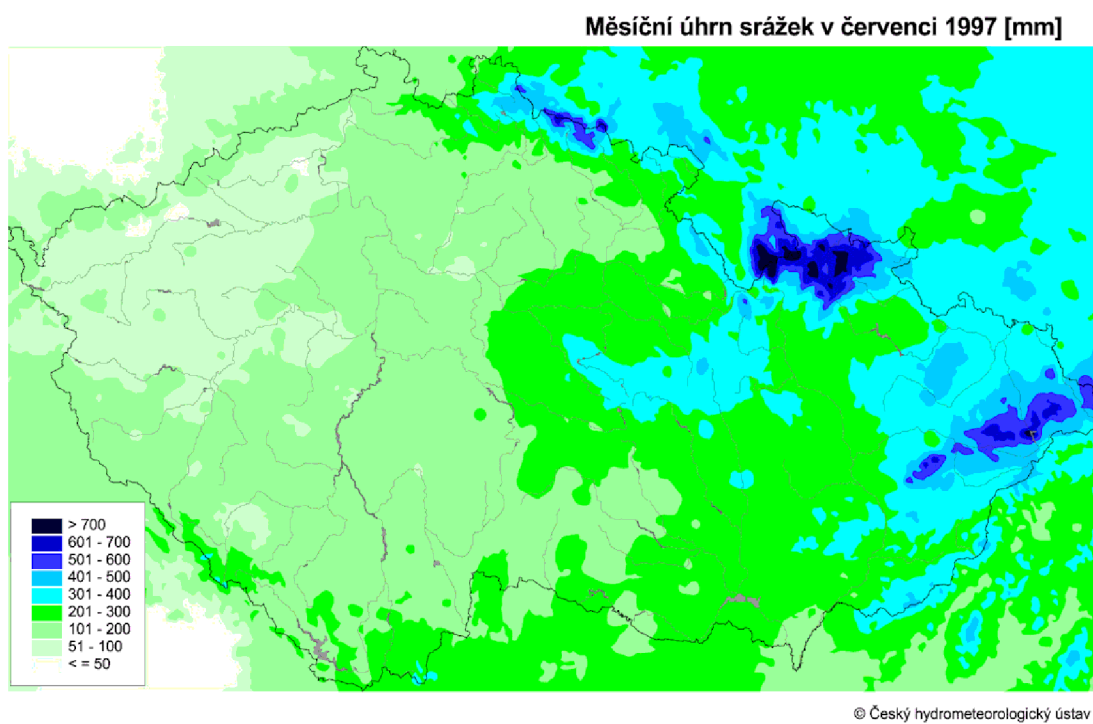 Měsíční úhrn srážek v červenci 1997 [mm]
> 700
601 - 700
501 - 600
401 - 500
301 - 400
201 - 300
101 - 200
51 - 100
< = 50
© Český hydrometeorologický ústav